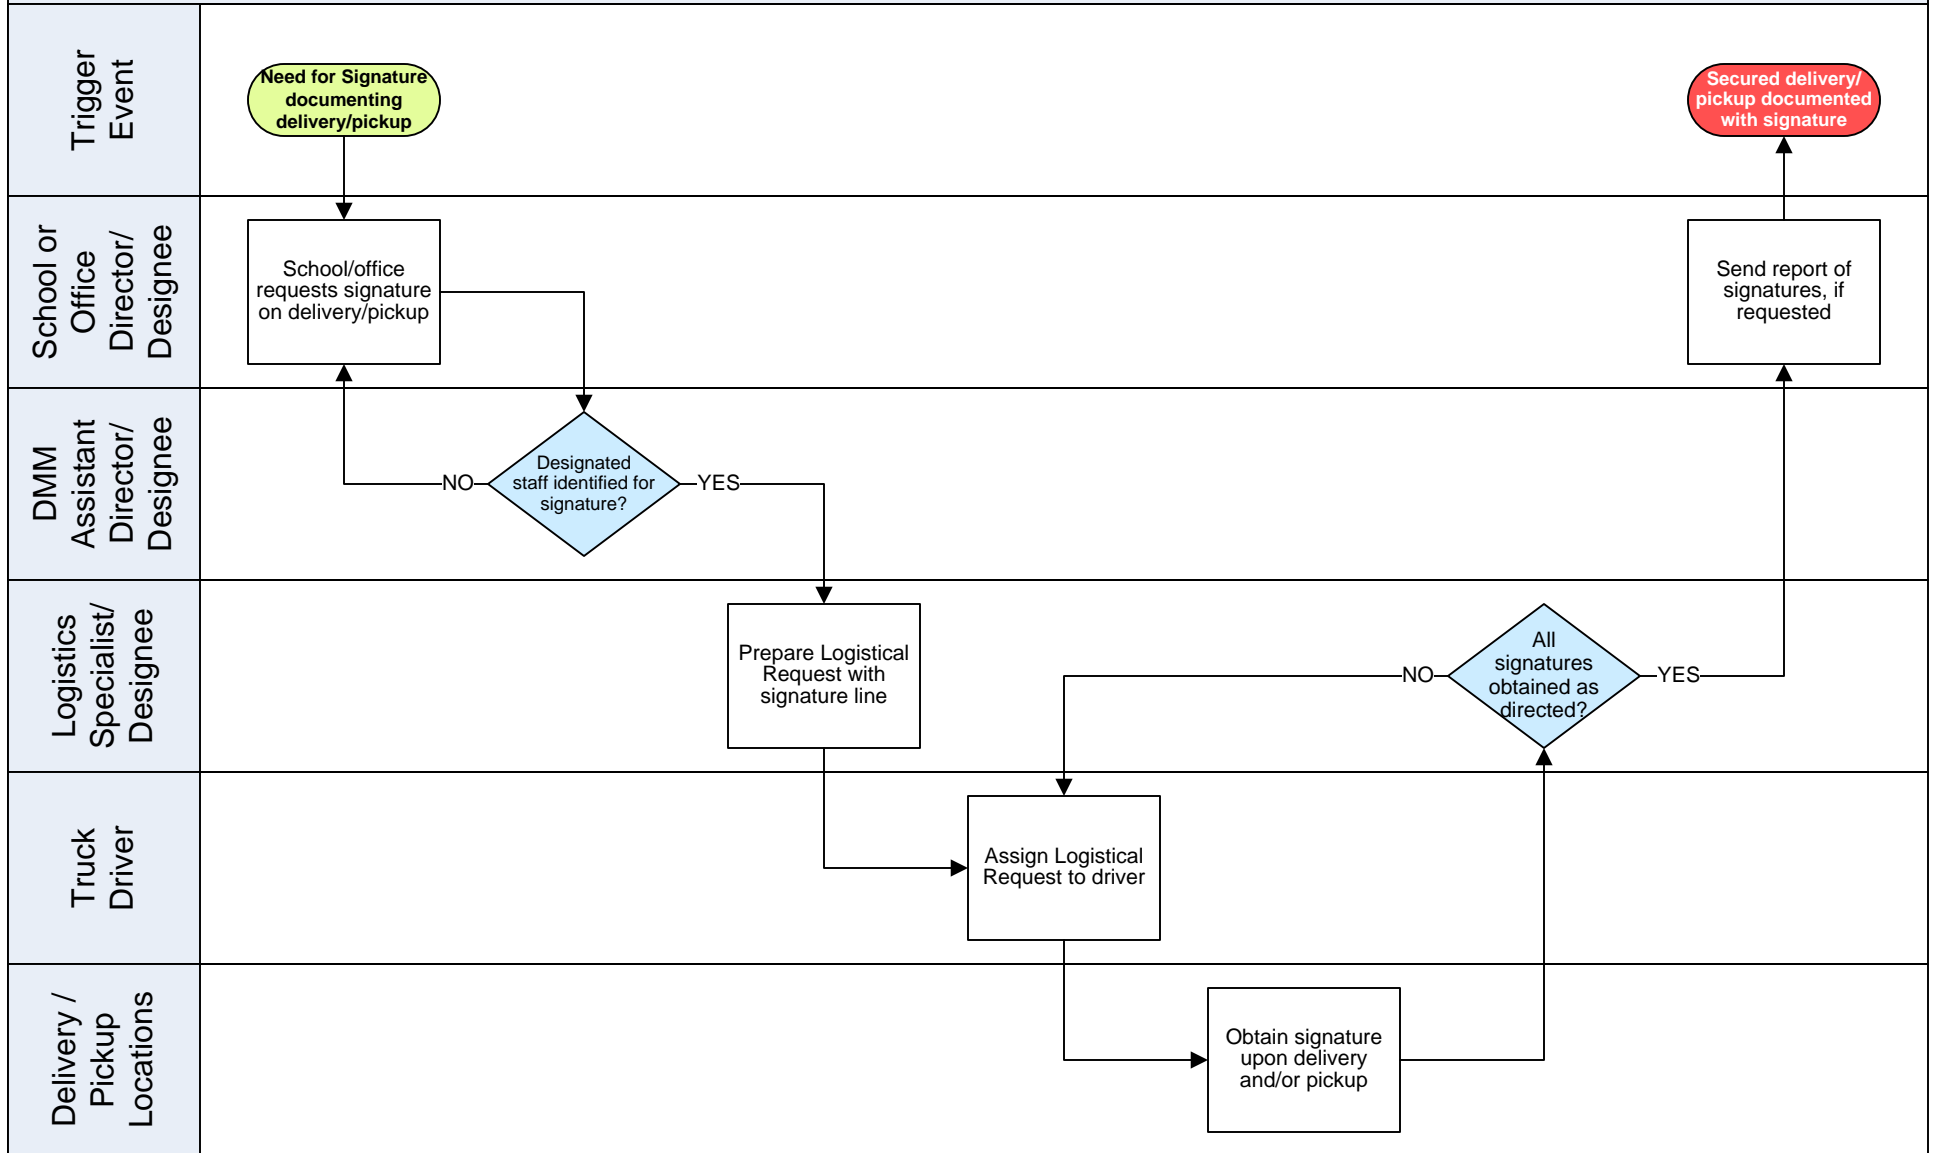 Trigger
Event
Need for Signature
documenting
delivery/pickup
Secured delivery/
pickup documented
with signature
School or
Office
Director/
Designee
School/office
requests signature
on delivery/pickup
Send report of
signatures, if
requested
DMM
Assistant
Director/
Designee
NO
Designated
staff identified for
signature?
YES
Logistics
Specialist/
Designee
Prepare Logistical
Request with
signature line
NO
All
signatures
obtained as
directed?
YES
Truck
Driver
Assign Logistical
Request to driver
Delivery /
Pickup
Locations
Obtain signature
upon delivery
and/or pickup